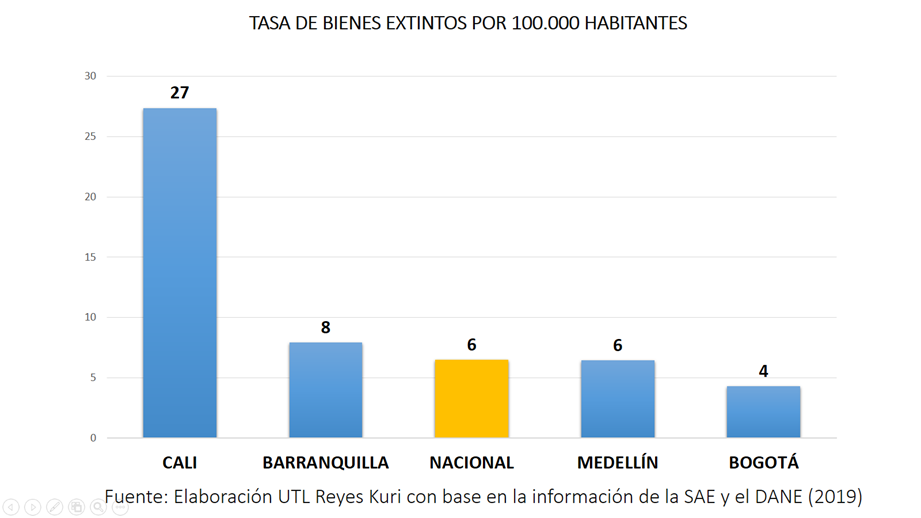 TASA DE BIENES EXTINTOS POR 100.000 HABITANTES
30
25
20
15
10
5
0
27
8
6
6
4
CALI
BARRANQUILLA
NACIONAL
MEDELLÍN
BOGOTÁ
Fuente: Elaboración UTL Reyes Kuri con base en la información de la SAE y el DANE (2019)